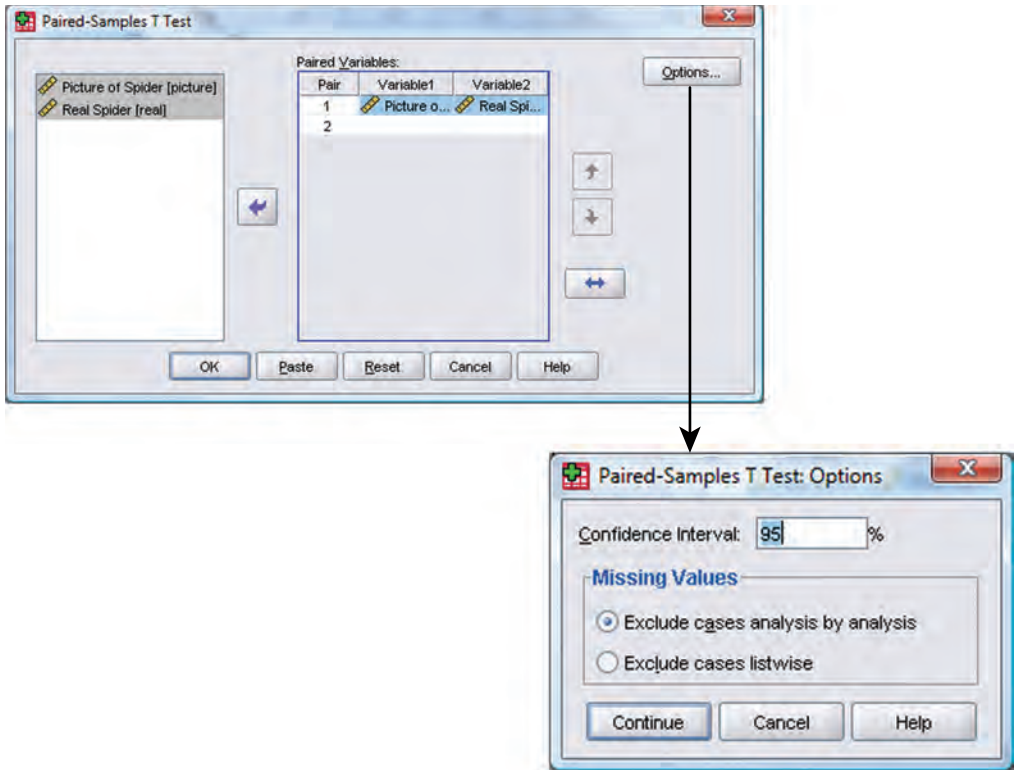 Paired-Samples T Test
Paired Variables:
Options...
Picture of Spider [picture]
Real Spider [real]
Pair Variable1 Variable2
1 Picture o... Real Spi...
2
OK Paste Reset Cancel Help
Paired-Samples T Test: Options
Confidence Interval: 95 %
Missing Values
Exclude cases analysis by analysis
Exclude cases listwise
Continue Cancel Help